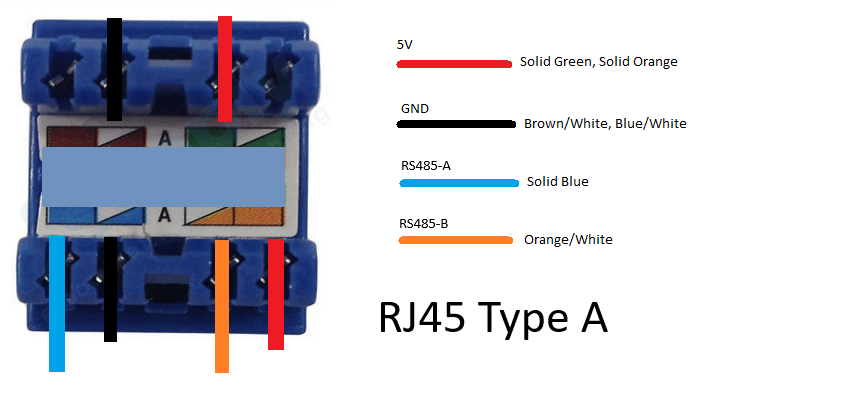 A
A
5V
Solid Green, Solid Orange
GND
Brown/White, Blue/White
RS485-A
Solid Blue
RS485-B
Orange/White
RJ45 Type A